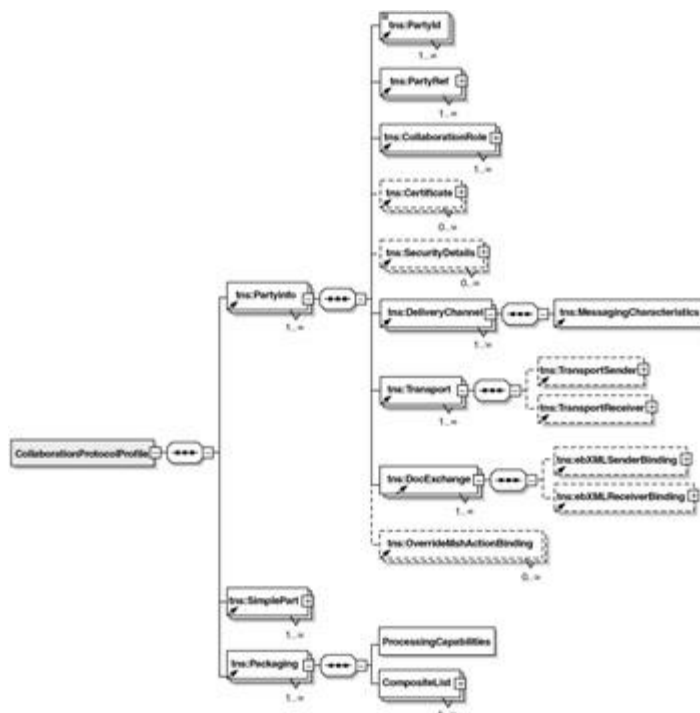 tns:PartyId
1..∞
tns:PartyRef
1..∞
tns:CollaborationRole
1..∞
tns:Certificate
0..∞
tns:SecurityDetails
0..∞
tns:PartyInfo
1..∞
tns:DeliveryChannel
1..∞
tns:MessagingCharacteristics
tns:Transport
1..∞
tns:TransportSender
tns:TransportReceiver
CollaborationProtocolProfile
tns:DocExchange
1..∞
tns:ebXMLSenderBinding
tns:ebXMLReceiverBinding
tns:OverrideMshActionBinding
0..∞
tns:SimplePart
1..∞
tns:Packaging
1..∞
ProcessingCapabilities
CompositeList